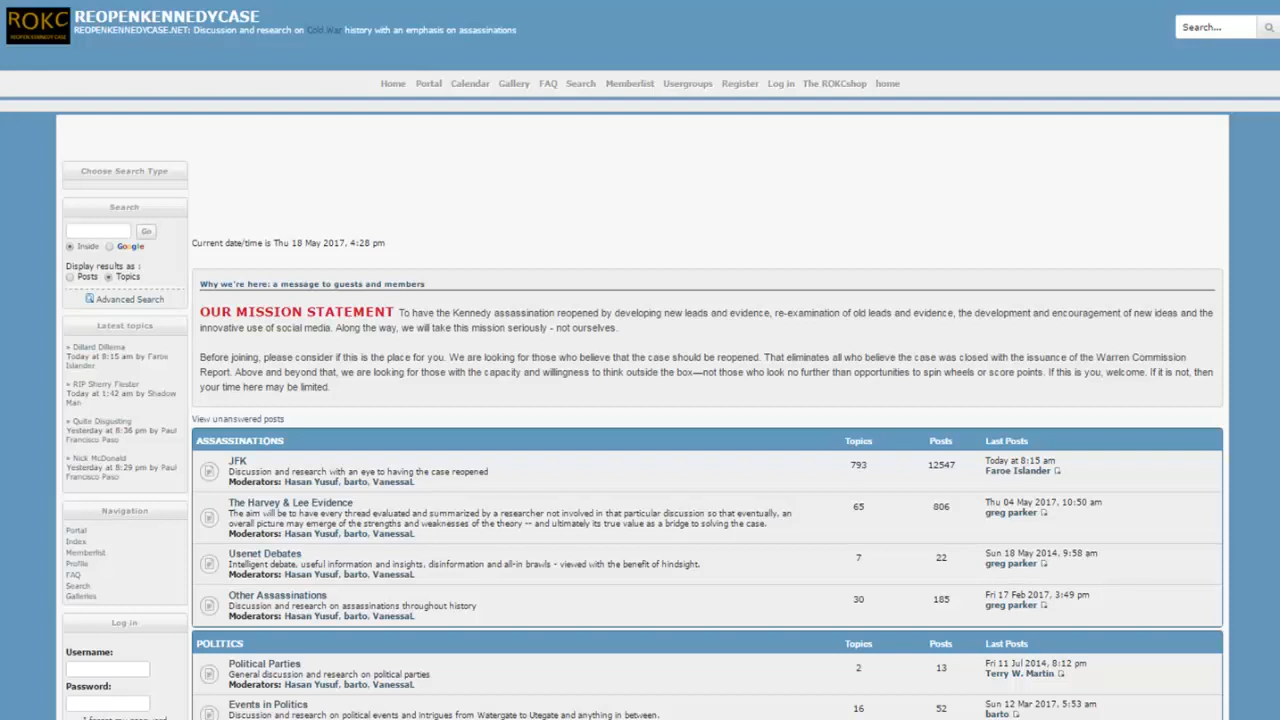 ROKC
REOPEN KENNEDY CASE
REOPENKENNEDYCASE
REOPENKENNEDYCASE.NET: Discussion and research on Cold War history with an emphasis on assassinations
Search...
Home Portal Calendar Gallery FAQ Search Memberlist Usergroups Register Log in The ROKCshop home
Choose Search Type
Search
Go
Inside Google
Display results as :
Posts Topics
Advanced Search
Latest topics
» Dillard Dillema
Today at 8:15 am by Faroe
Islander
» RIP Sherry Fiester
Today at 1:42 am by Shadow
Man
» Quite Disgusting
Yesterday at 8:36 pm by Paul
Francisco Paso
» Nick McDonald
Yesterday at 8:29 pm by Paul
Francisco Paso
Navigation
Portal
Index
Memberlist
Profile
FAQ
Search
Galleries
Log in
Username:
Password:
I forgot my password
Current date/time is Thu 18 May 2017, 4:28 pm
Why we're here: a message to guests and members
OUR MISSION STATEMENT To have the Kennedy assassination reopened by developing new leads and evidence, re-examination of old leads and evidence, the development and encouragement of new ideas and the
innovative use of social media. Along the way, we will take this mission seriously - not ourselves.
Before joining, please consider if this is the place for you. We are looking for those who believe that the case should be reopened. That eliminates all who believe the case was closed with the issuance of the Warren Commission
Report. Above and beyond that, we are looking for those with the capacity and willingness to think outside the box—not those who look no further than opportunities to spin wheels or score points. If this is you, welcome. If it is not, then
your time here may be limited.
View unanswered posts
ASSASSINATIONS Topics Posts Last Posts
JFK
Discussion and research with an eye to having the case reopened
Moderators: Hasan Yusuf, barto, VanessaL
793 12547
Today at 8:15 am
Faroe Islander
The Harvey & Lee Evidence
The aim will be to have every thread evaluated and summarized by a researcher not involved in that particular discussion so that eventually, an
overall picture may emerge of the strengths and weaknesses of the theory -- and ultimately its true value as a bridge to solving the case.
Moderators: Hasan Yusuf, barto, VanessaL
65 806
Thu 04 May 2017, 10:50 am
greg parker
Usenet Debates
Intelligent debate, useful information and insights, disinformation and all-in brawls - viewed with the benefit of hindsight.
Moderators: Hasan Yusuf, barto, VanessaL
7 22
Sun 18 May 2014, 9:58 am
greg parker
Other Assassinations
Discussion and research on assassinations throughout history
Moderators: Hasan Yusuf, barto, VanessaL
30 185
Fri 17 Feb 2017, 3:49 pm
greg parker
POLITICS Topics Posts Last Posts
Political Parties
General discussion and research on political parties
Moderators: Hasan Yusuf, barto, VanessaL
2 13
Fri 11 Jul 2014, 8:12 pm
Terry W. Martin
Events in Politics
Discussion and research on political events and intrigues from Watergate to Utegate and anything in between.
16 52
Sun 12 Mar 2017, 5:53 am
barto